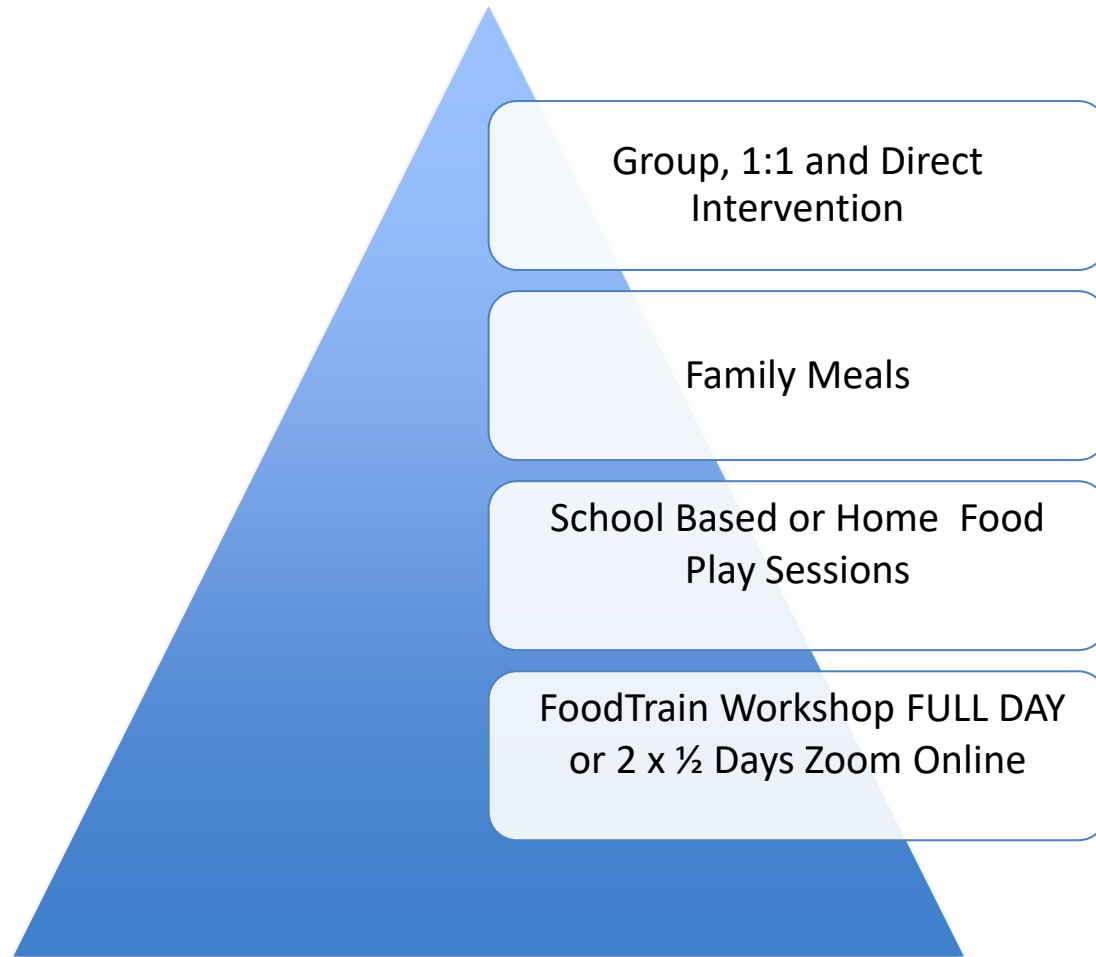 Group, 1:1 and Direct
Intervention
Family Meals
School Based or Home  Food
Play Sessions
FoodTrain Workshop FULL DAY
or 2 x ½ Days Zoom Online